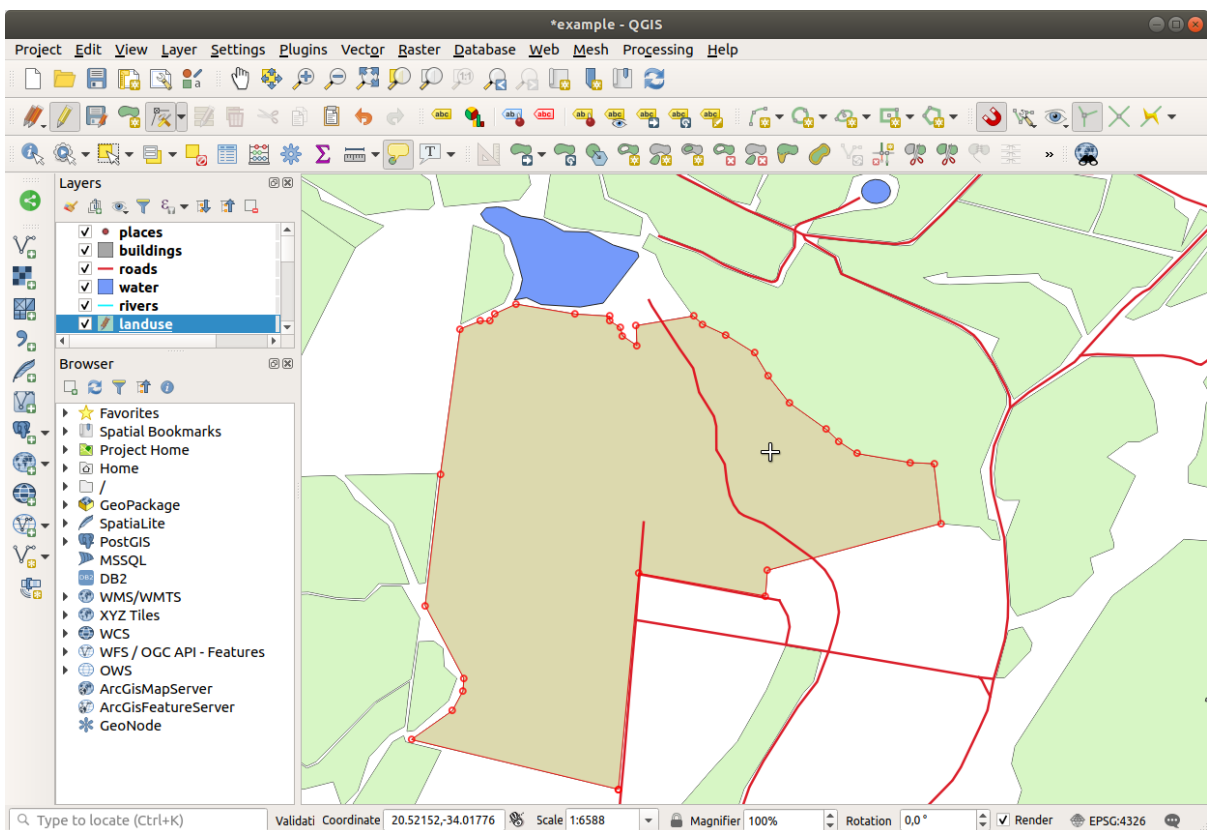 *example - QGIS
Project Edit View Layer Settings Plugins Vector Raster Database Web Mesh Processing Help
Layers
places
buildings
roads
water
rivers
landuse
Browser
Favorites
Spatial Bookmarks
Project Home
Home
/
GeoPackage
SpatiaLite
PostGIS
MSSQL
DB2
WMS/WMTS
XYZ Tiles
WCS
WFS / OGC API - Features
OWS
ArcGisMapServer
ArcGisFeatureServer
GeoNode
Type to locate (Ctrl+K) Validati Coordinate 20.52152,-34.01776 Scale 1:6588 Magnifier 100% Rotation 0,0 ° Render EPSG:4326